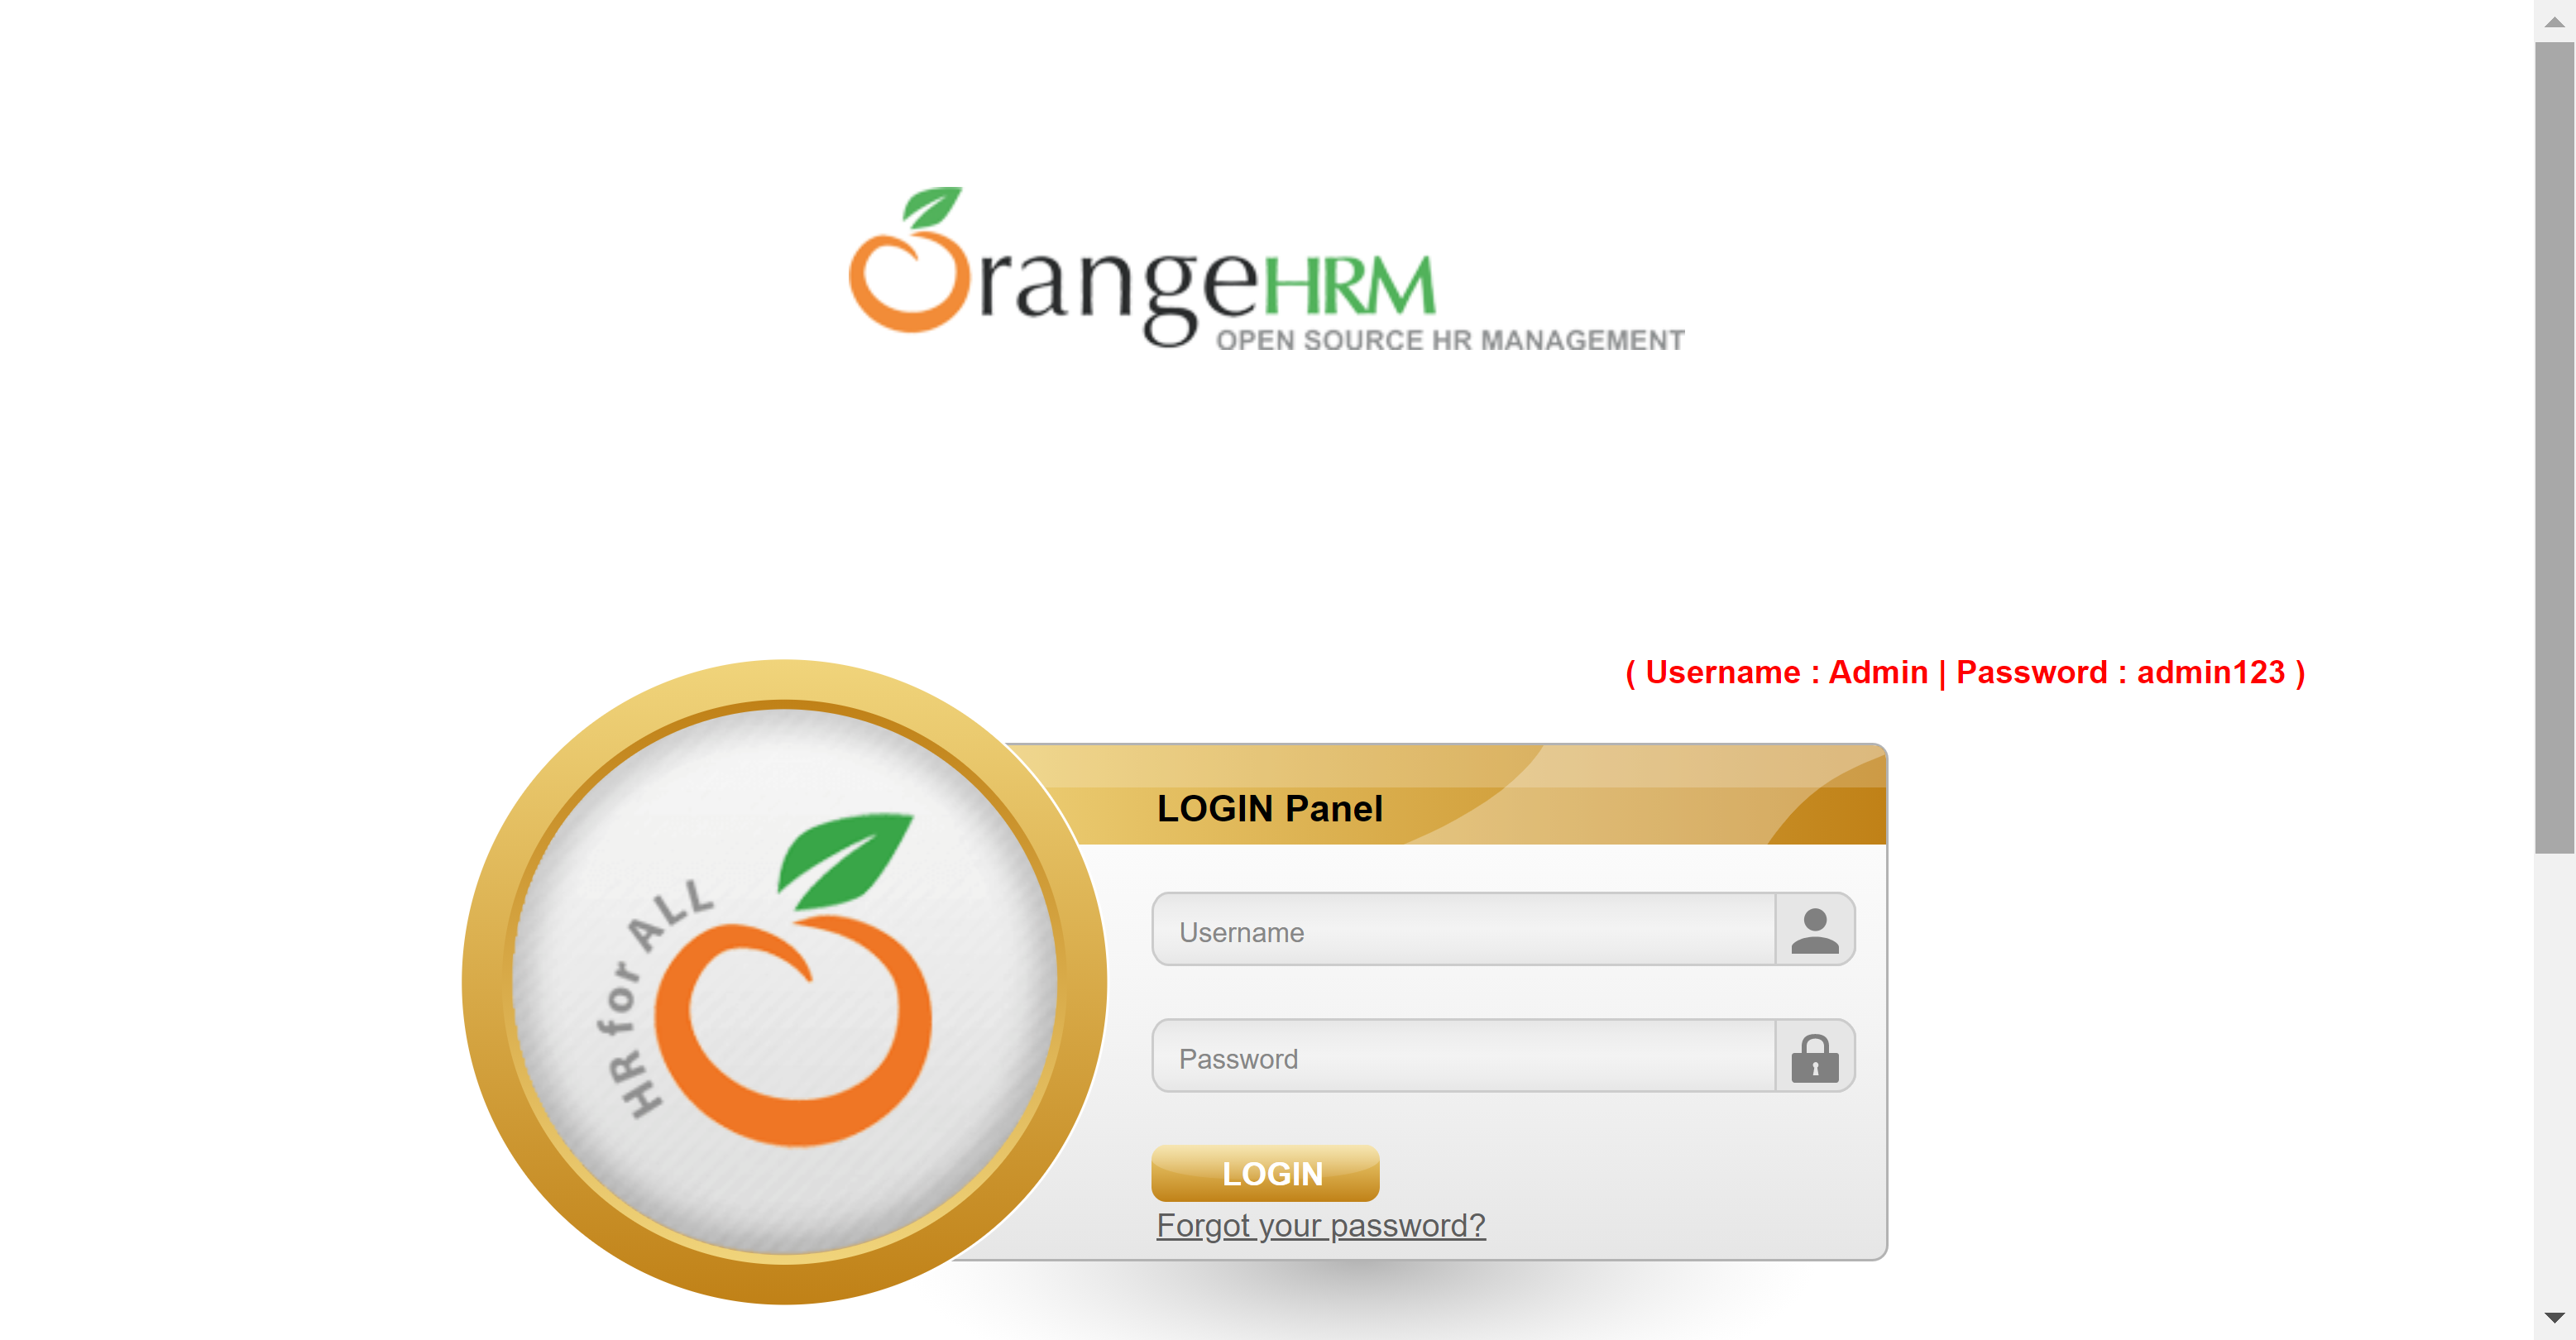 OrangeHRM
OPEN SOURCE HR MANAGEMENT
( Username : Admin | Password : admin123 )
HR for ALL
LOGIN Panel
Username
Password
LOGIN
Forgot your password?